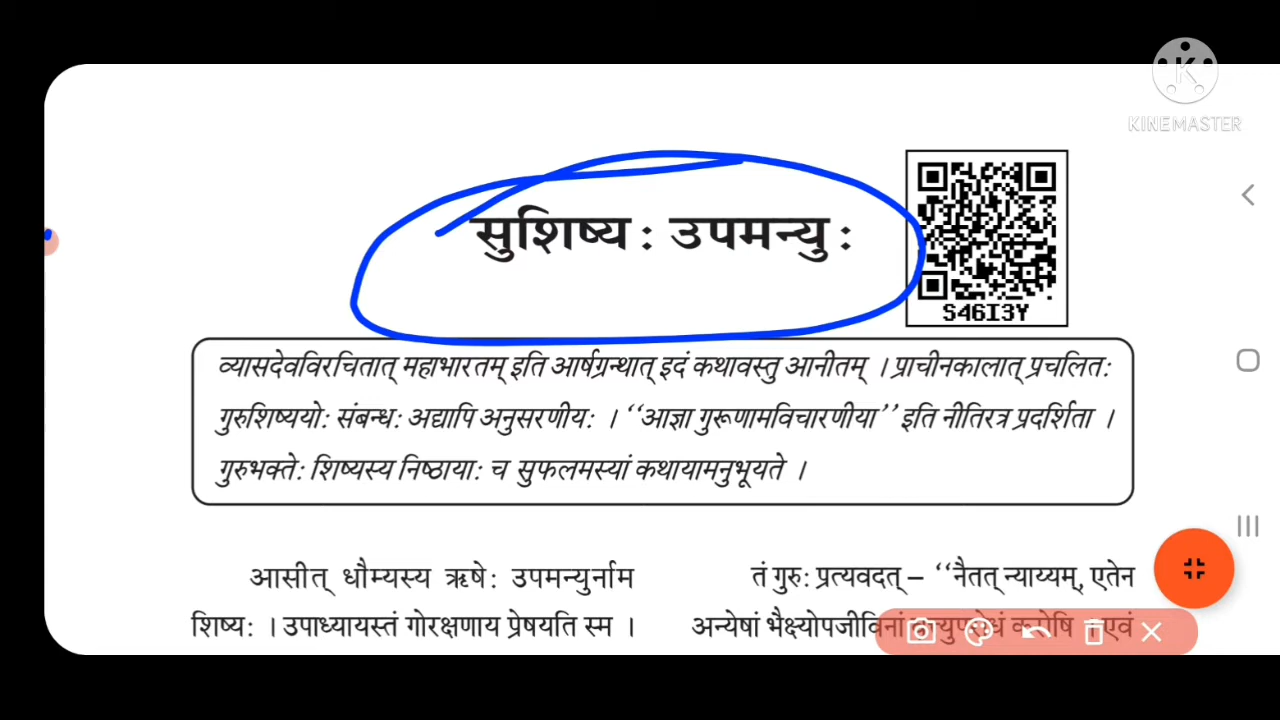 KINEMASTER
सुशिष्य: उपमन्यु:
S46I3Y
व्यासदेवविरचितात् महाभारतम् इति आर्षग्रन्थात् इदं कथावस्तु आनीतम् । प्राचीनकालात् प्रचलित:
गुरुशिष्ययो: संबन्ध: अद्यापि अनुसरणीय: । ‘‘आज्ञा गुरूणामविचारणीया’’ इति नीतिरत्र प्रदर्शिता ।
गुरुभक्ते: शिष्यस्य निष्ठाया: च सुफलमस्यां कथायामनुभूयते ।
आसीत् धौम्यस्य ऋषे: उपमन्युर्नाम
शिष्य: । उपाध्यायस्तं गोरक्षणाय प्रेषयति स्म ।
तं गुरु: प्रत्यवदत् – ‘‘नैतत् न्याय्यम्, एतेन
अन्येषां भैक्ष्योपजीविनां करोषि । एवं